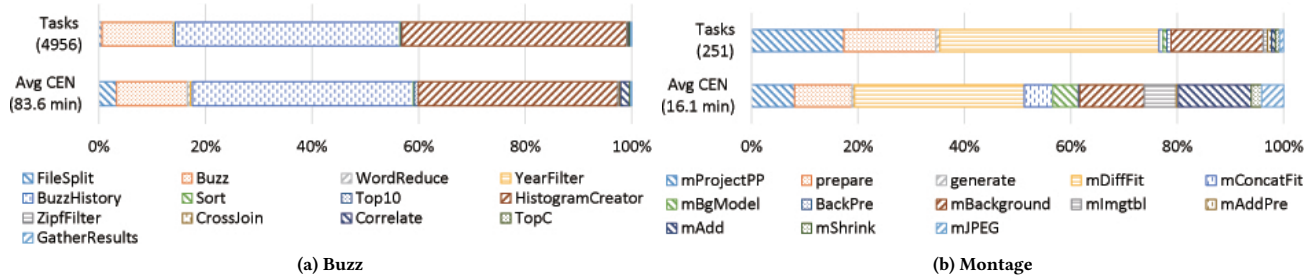 Tasks
(4956)
Avg CEN
(83.6 min)
0% 20% 40% 60% 80% 100%
FileSplit Buzz WordReduce YearFilter
BuzzHistory Sort Top10 HistogramCreator
ZipfFilter CrossJoin Correlate TopC
GatherResults
(a) Buzz
Tasks
(251)
Avg CEN
(16.1 min)
0% 20% 40% 60% 80% 100%
mProjectPP prepare generate mDiffFit mConcatFit
mBgModel BackPre mBackground mImgtbl mAddPre
mAdd mShrink mJPEG
(b) Montage